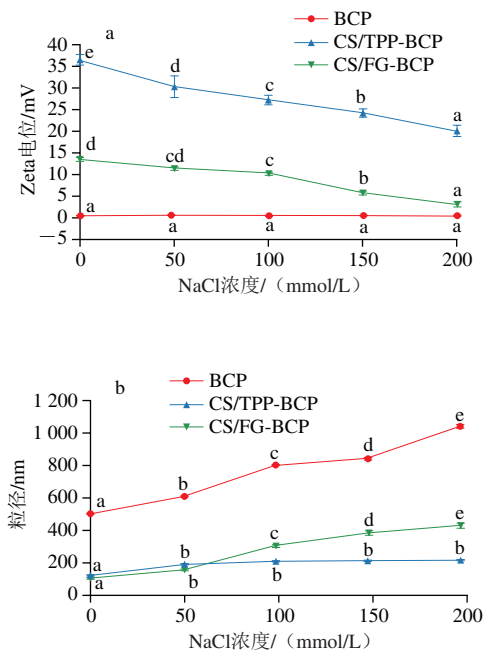 a
BCP
CS/TPP-BCP
CS/FG-BCP
Zeta电位/mV
40
35
30
25
20
15
10
5
0
—5
e
d
c
b
a
d
cd
c
b
a
a
a
a
a
a
0 50 100 150 200
NaCl浓度/（mmol/L）
b
BCP
CS/TPP-BCP
CS/FG-BCP
粒径/nm
1 200
1 000
800
600
400
200
0
a
b
c
d
e
a
b
c
d
e
a
b
b
b
b
0 50 100 150 200
NaCl浓度/（mmol/L）